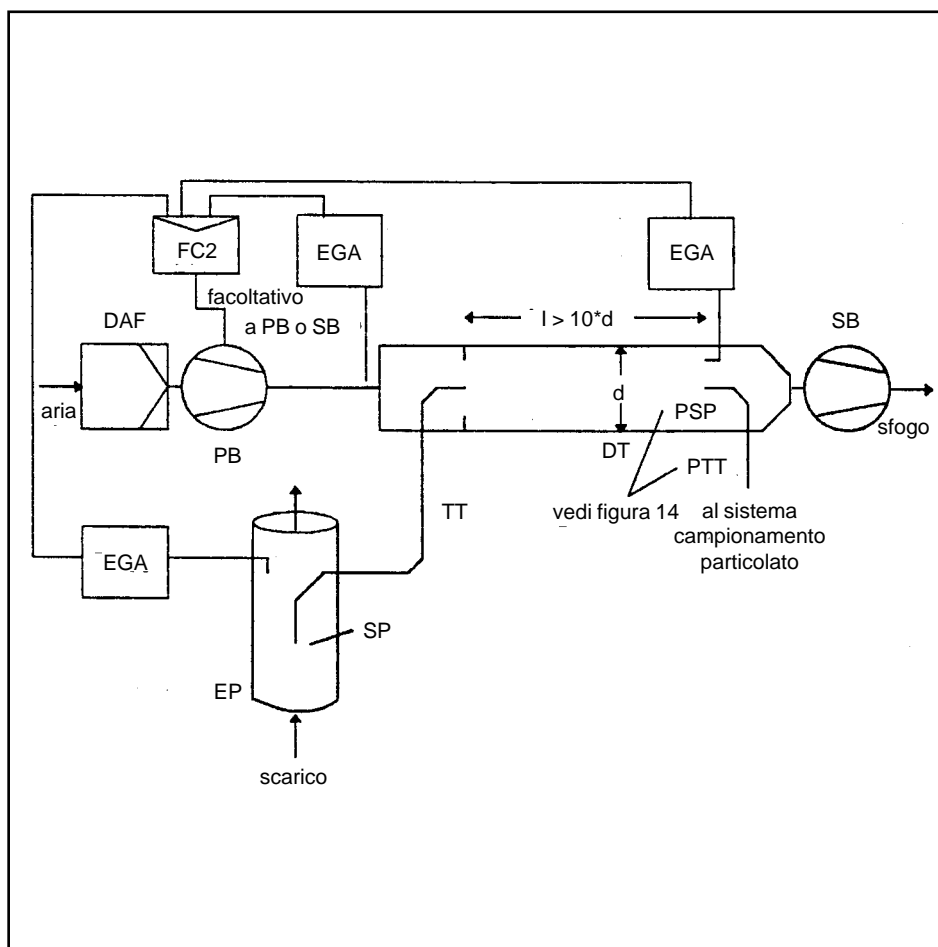 FC2
EGA
EGA
facoltativo
a PB o SB
l > 10*d
DAF
SB
aria
d
PSP
sfogo
PB
DT
PTT
TT
vedi figura 14
al sistema
campionamento
particolato
EGA
SP
EP
scarico